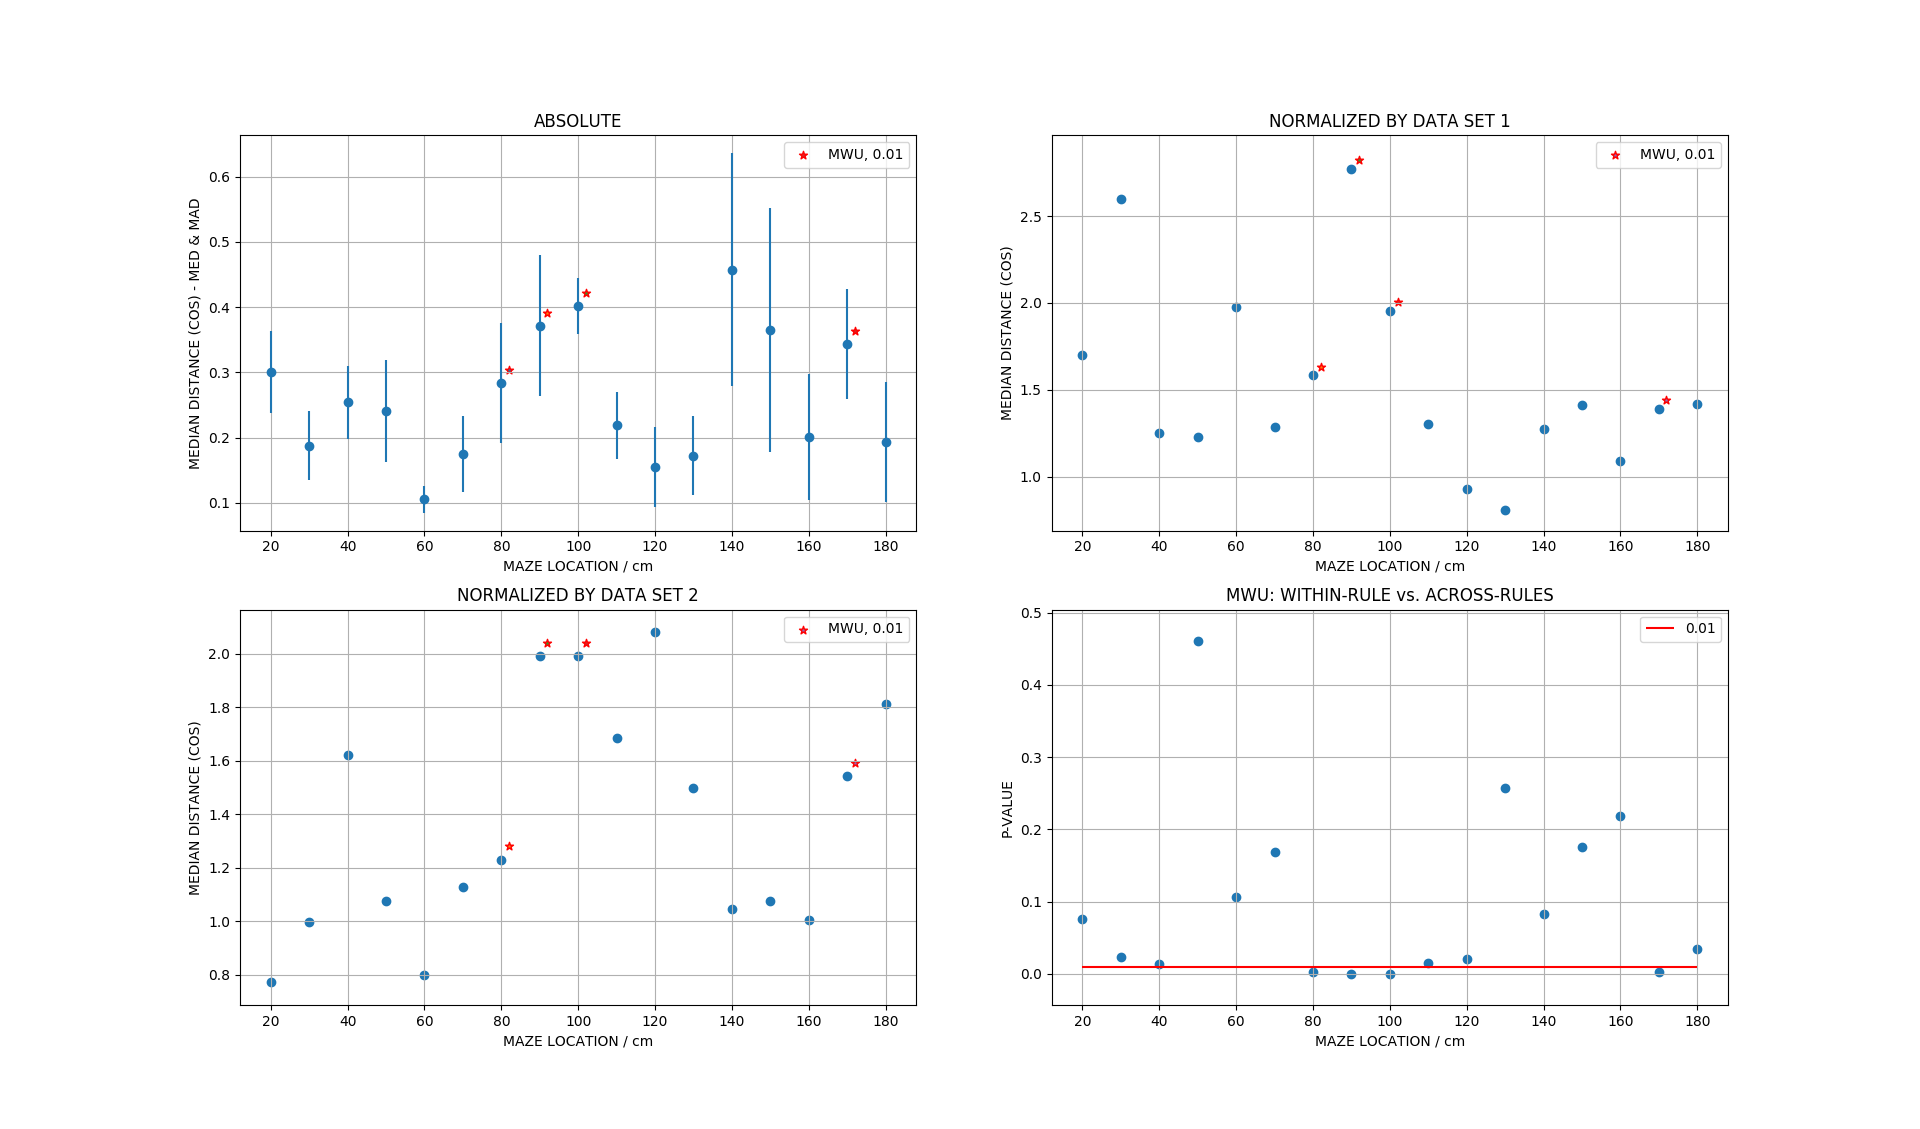 ABSOLUTE
MWU, 0.01
MEDIAN DISTANCE (COS) - MED & MAD
0.6
0.5
0.4
0.3
0.2
0.1
20 40 60 80 100 120 140 160 180
MAZE LOCATION / cm
NORMALIZED BY DATA SET 1
MWU, 0.01
MEDIAN DISTANCE (COS)
2.5
2.0
1.5
1.0
20 40 60 80 100 120 140 160 180
MAZE LOCATION / cm
NORMALIZED BY DATA SET 2
MWU, 0.01
MEDIAN DISTANCE (COS)
2.0
1.8
1.6
1.4
1.2
1.0
0.8
20 40 60 80 100 120 140 160 180
MAZE LOCATION / cm
MWU: WITHIN-RULE vs. ACROSS-RULES
0.01
P-VALUE
0.5
0.4
0.3
0.2
0.1
0.0
20 40 60 80 100 120 140 160 180
MAZE LOCATION / cm